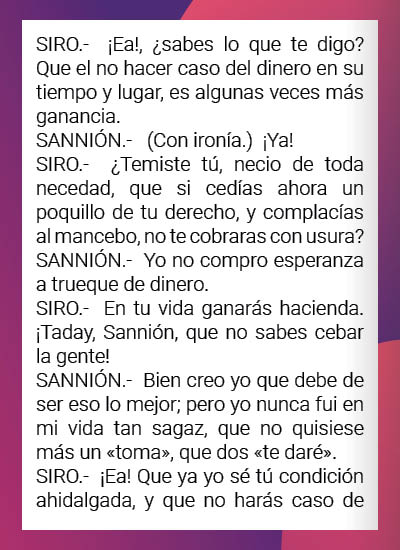 SIRO.- ¡Ea!, ¿sabes lo que te digo?
Que el no hacer caso del dinero en su
tiempo y lugar, es algunas veces más
ganancia.
SANNIÓN.- (Con ironía.) ¡Ya!
SIRO.- ¿Temiste tú, necio de toda
necedad, que si cedías ahora un
poquillo de tu derecho, y complacías
al mancebo, no te cobraras con usura?
SANNIÓN.- Yo no compro esperanza
a trueque de dinero.
SIRO.- En tu vida ganarás hacienda.
¡Taday, Sannión, que no sabes cebar
la gente!
SANNIÓN.- Bien creo yo que debe de
ser eso lo mejor; pero yo nunca fui en
mi vida tan sagaz, que no quisiese
más un «toma», que dos «te daré».
SIRO.- ¡Ea! Que ya yo sé tú condición
ahidalgada, y que no harás caso de